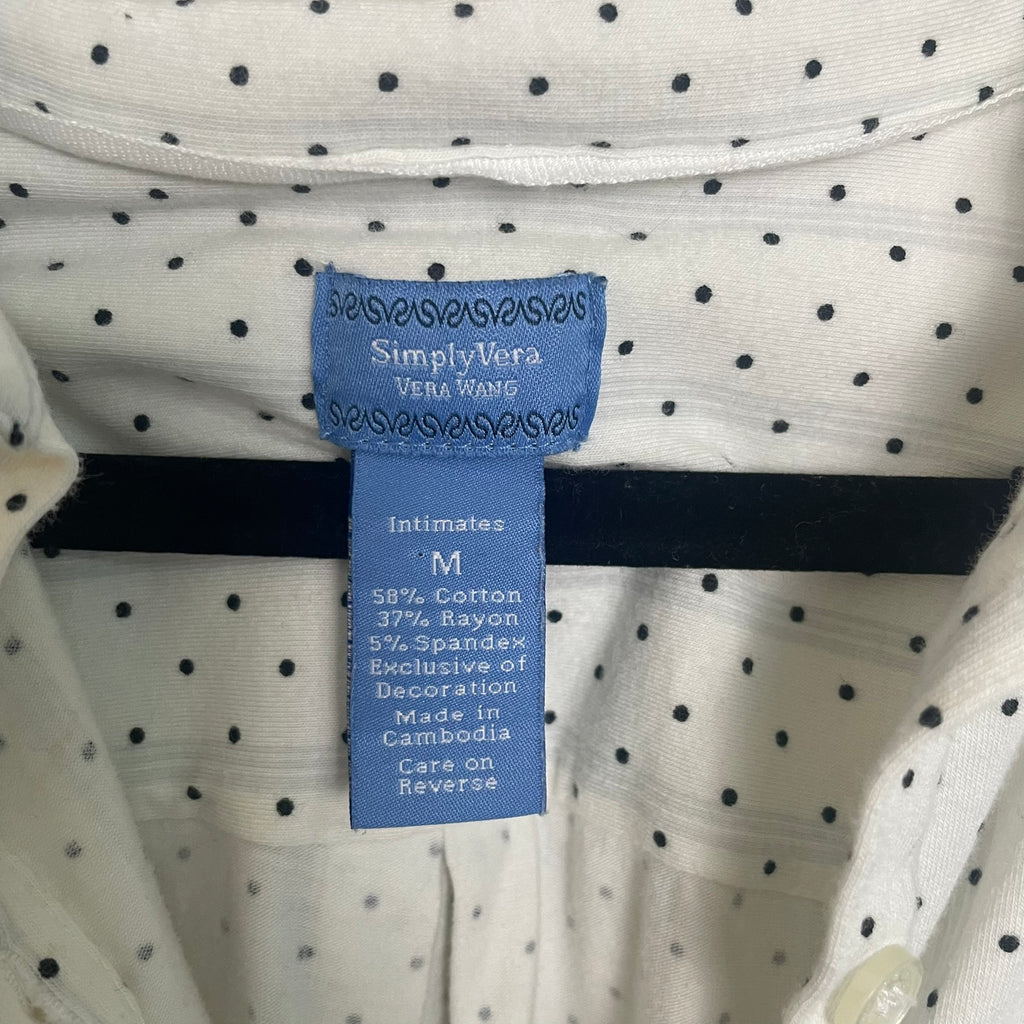 SimplyVera
VERA WANG
Intimates
M
58% Cotton
37% Rayon
5% Spandex
Exclusive of
Decoration
Made in
Cambodia
Care on
Reverse